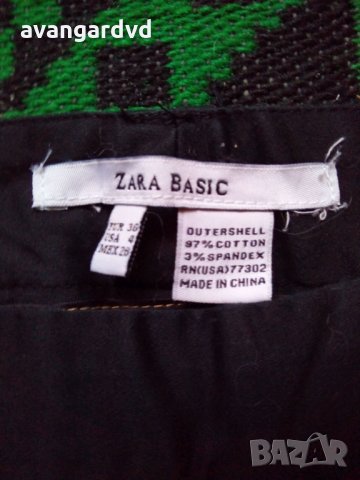 avangardvd
ZARA BASIC
EUR 36
USA 4
MEX 26
OUTERSHELL
97% COTTON
3% SPANDEX
RN(USA)77302
MADE IN CHINA
BAZAR